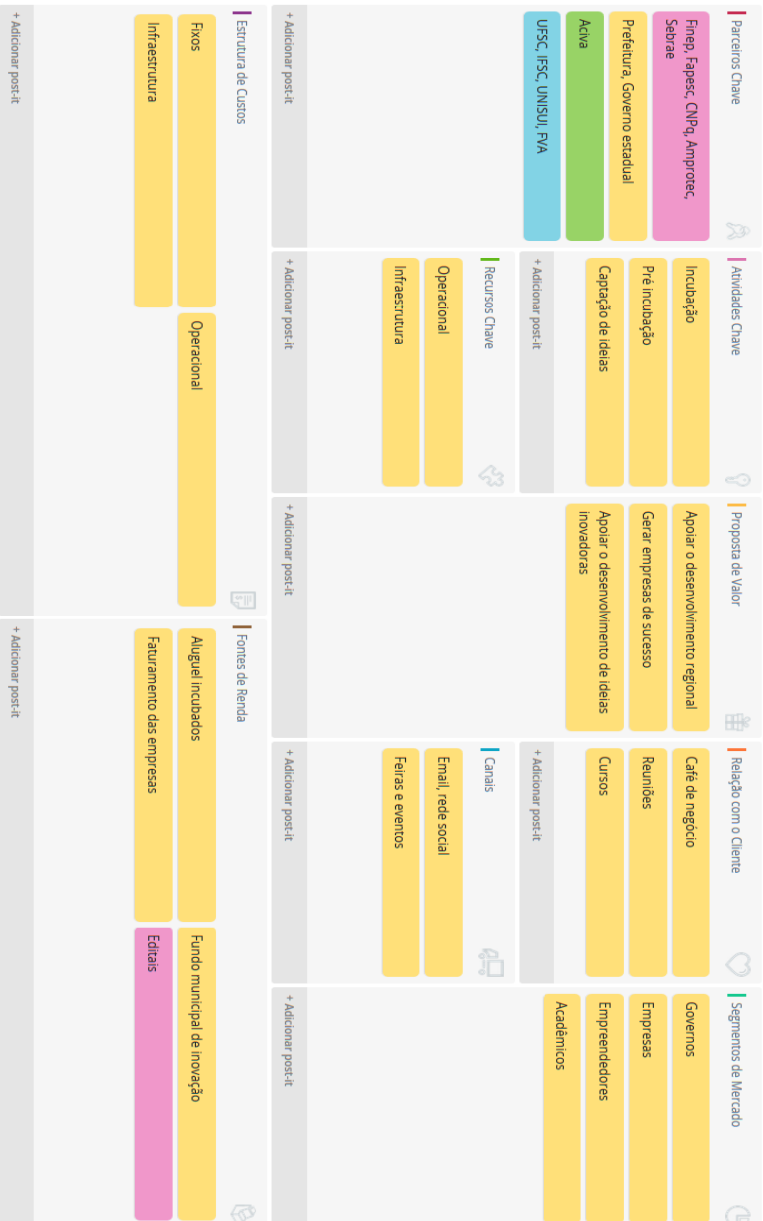 Parceiros Chave
Finep, Fapesc, CNPq, Amprotec,
Sebrae
Prefeitura, Governo estadual
Aciva
UFSC, IFSC, UNISUI, FVA
+ Adicionar post-it
Atividades Chave
Incubação
Pré incubação
Captação de ideias
+ Adicionar post-it
Recursos Chave
Operacional
Infraestrutura
+ Adicionar post-it
Proposta de Valor
Apoiar o desenvolvimento regional
Gerar empresas de sucesso
Apoiar o desenvolvimento de ideias
inovadoras
+ Adicionar post-it
Relação com o Cliente
Café de negócio
Reuniões
Cursos
+ Adicionar post-it
Canais
Email, rede social
Feiras e eventos
+ Adicionar post-it
Segmentos de Mercado
Governos
Empresas
Empreendedores
Acadêmicos
+ Adicionar post-it
Estrutura de Custos
Fixos
Operacional
Infraestrutura
+ Adicionar post-it
Fontes de Renda
Aluguel incubados
Fundo municipal de inovação
Faturamento das empresas
Editais
+ Adicionar post-it